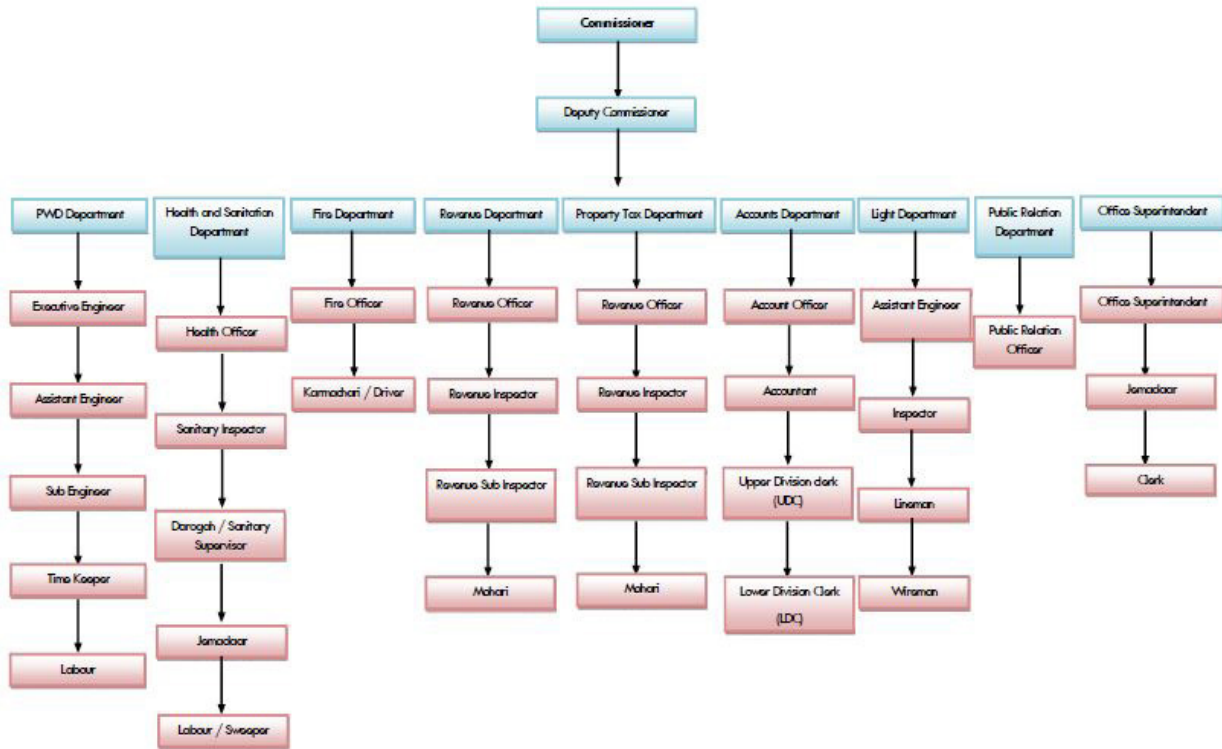 Commissioner
Deputy Commissioner
PWD Department
Executive Engineer
Assistant Engineer
Sub Engineer
Time Keeper
Labour
Health and Sanitation
Department
Health Officer
Sanitary Inspector
Darogah / Sanitary
Supervisor
Jemadaar
Labour / Sweeper
Fire Department
Fire Officer
Karmachari / Driver
Revenue Department
Revenue Officer
Revenue Inspector
Revenue Sub Inspector
Mohari
Property Tax Department
Revenue Officer
Revenue Inspector
Revenue Sub Inspector
Mohari
Accounts Department
Account Officer
Accountant
Upper Division clerk
(UDC)
Lower Division Clerk
(LDC)
Light Department
Assistant Engineer
Inspector
Lineman
Wireman
Public Relation
Department
Public Relation
Officer
Office Superintendent
Office Superintendent
Jemadaar
Clerk